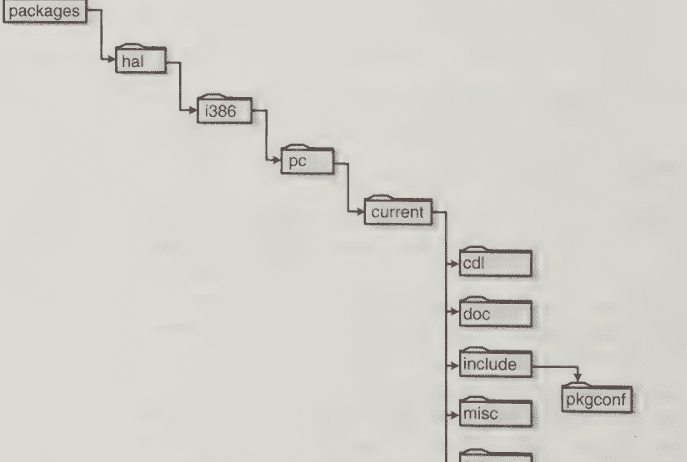 packages
hal
i386
pc
current
cdl
doc
include
pkgconf
misc